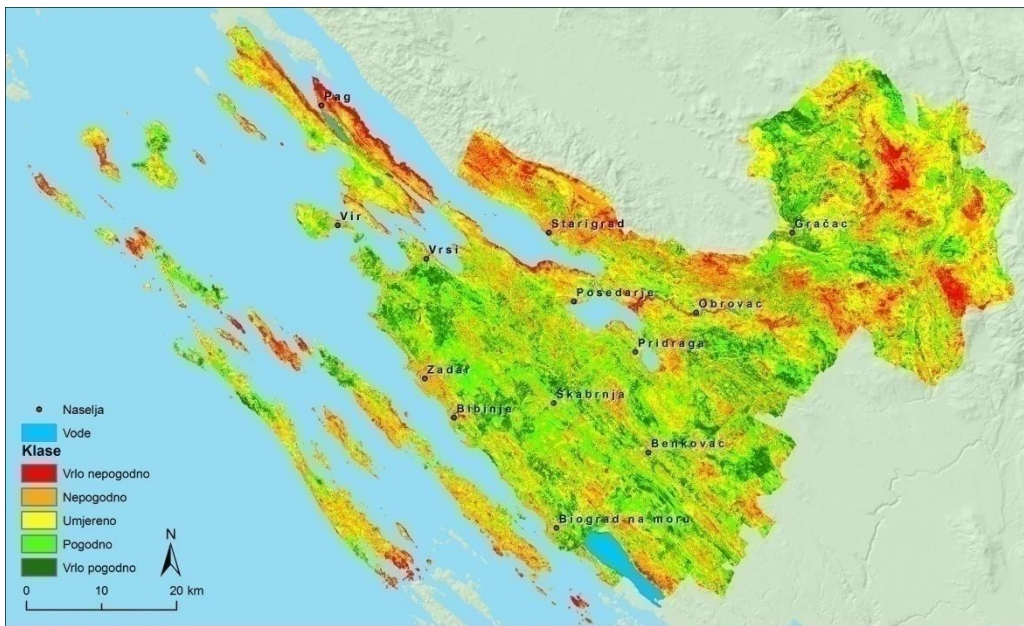 Pag
Vir
Vrsi
Starigrad
Gračac
Posedarje
Obrovac
Pridraga
Zadar
Škabrnja
Bibinje
Benkovac
Biograd na moru
Naselja
Vode
Klase
Vrlo nepogodno
Nepogodno
Umjereno
Pogodno
Vrlo pogodno
N
0 10 20 km